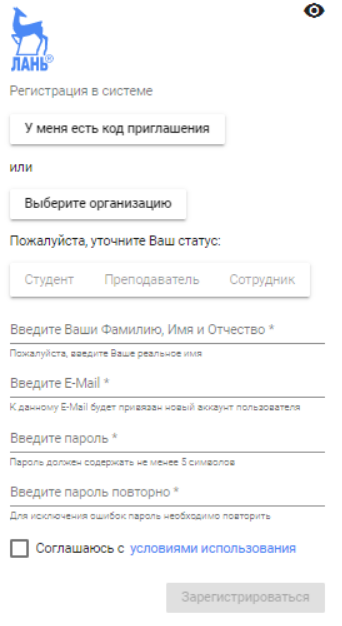 ЛАНЬ®
Регистрация в системе
У меня есть код приглашения
или
Выберите организацию
Пожалуйста, уточните Ваш статус:
Студент Преподаватель Сотрудник
Введите Ваши Фамилию, Имя и Отчество *
Пожалуйста, введите Ваше реальное имя
Введите E-Mail *
К данному E-Mail будет привязан новый аккаунт пользователя
Введите пароль *
Пароль должен содержать не менее 5 символов
Введите пароль повторно *
Для исключения ошибок пароль необходимо повторить
Соглашаюсь с условиями использования
Зарегистрироваться